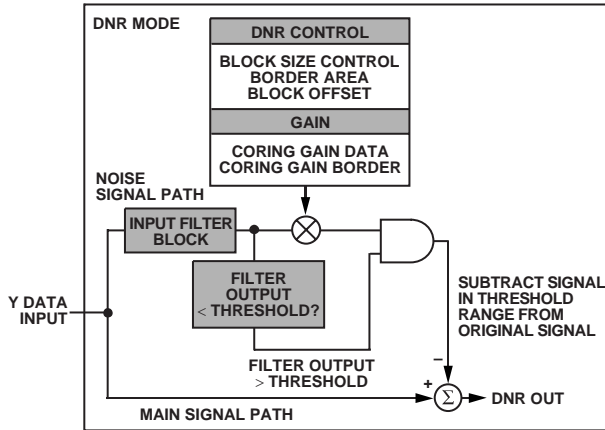 DNR MODE
DNR CONTROL
BLOCK SIZE CONTROL
BORDER AREA
BLOCK OFFSET
GAIN
CORING GAIN DATA
CORING GAIN BORDER
NOISE
SIGNAL PATH
INPUT FILTER
BLOCK
FILTER
OUTPUT
< THRESHOLD?
Y DATA
INPUT
SUBTRACT SIGNAL
IN THRESHOLD
RANGE FROM
ORIGINAL SIGNAL
FILTER OUTPUT
> THRESHOLD
–
+
Σ
DNR OUT
MAIN SIGNAL PATH